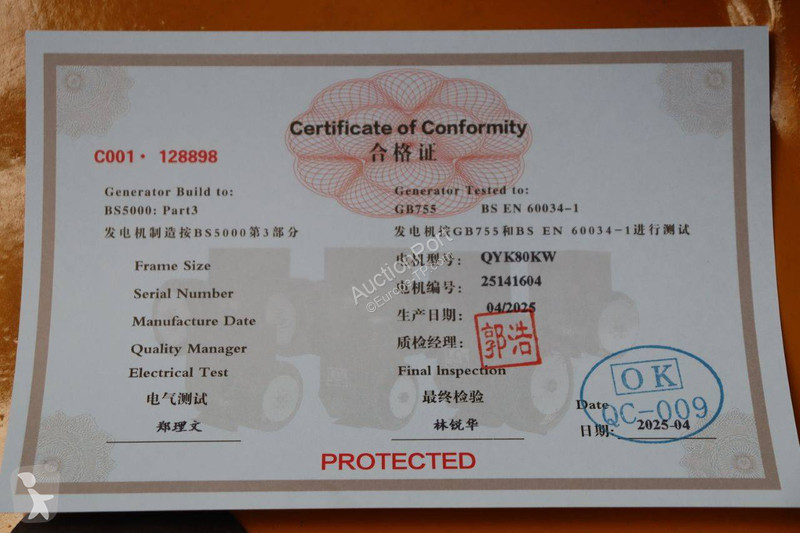 Certificate of Conformity
合格证
C001· 128898
Generator Build to:
BS5000: Part3
发电机制造按BS5000第3部分
Generator Tested to:
GB755 BS EN 60034-1
发电机按GB755和BS EN 60034-1进行测试
Frame Size 电机型号: QYK80KW
Serial Number 电机编号: 25141604
Manufacture Date 生产日期: 04/2025
Quality Manager 质检经理: 郭浩
Electrical Test
电气测试
郑理文
Final Inspection
最终检验
林锐华
OK
QC-009
Date
日期: 2025-04
PROTECTED